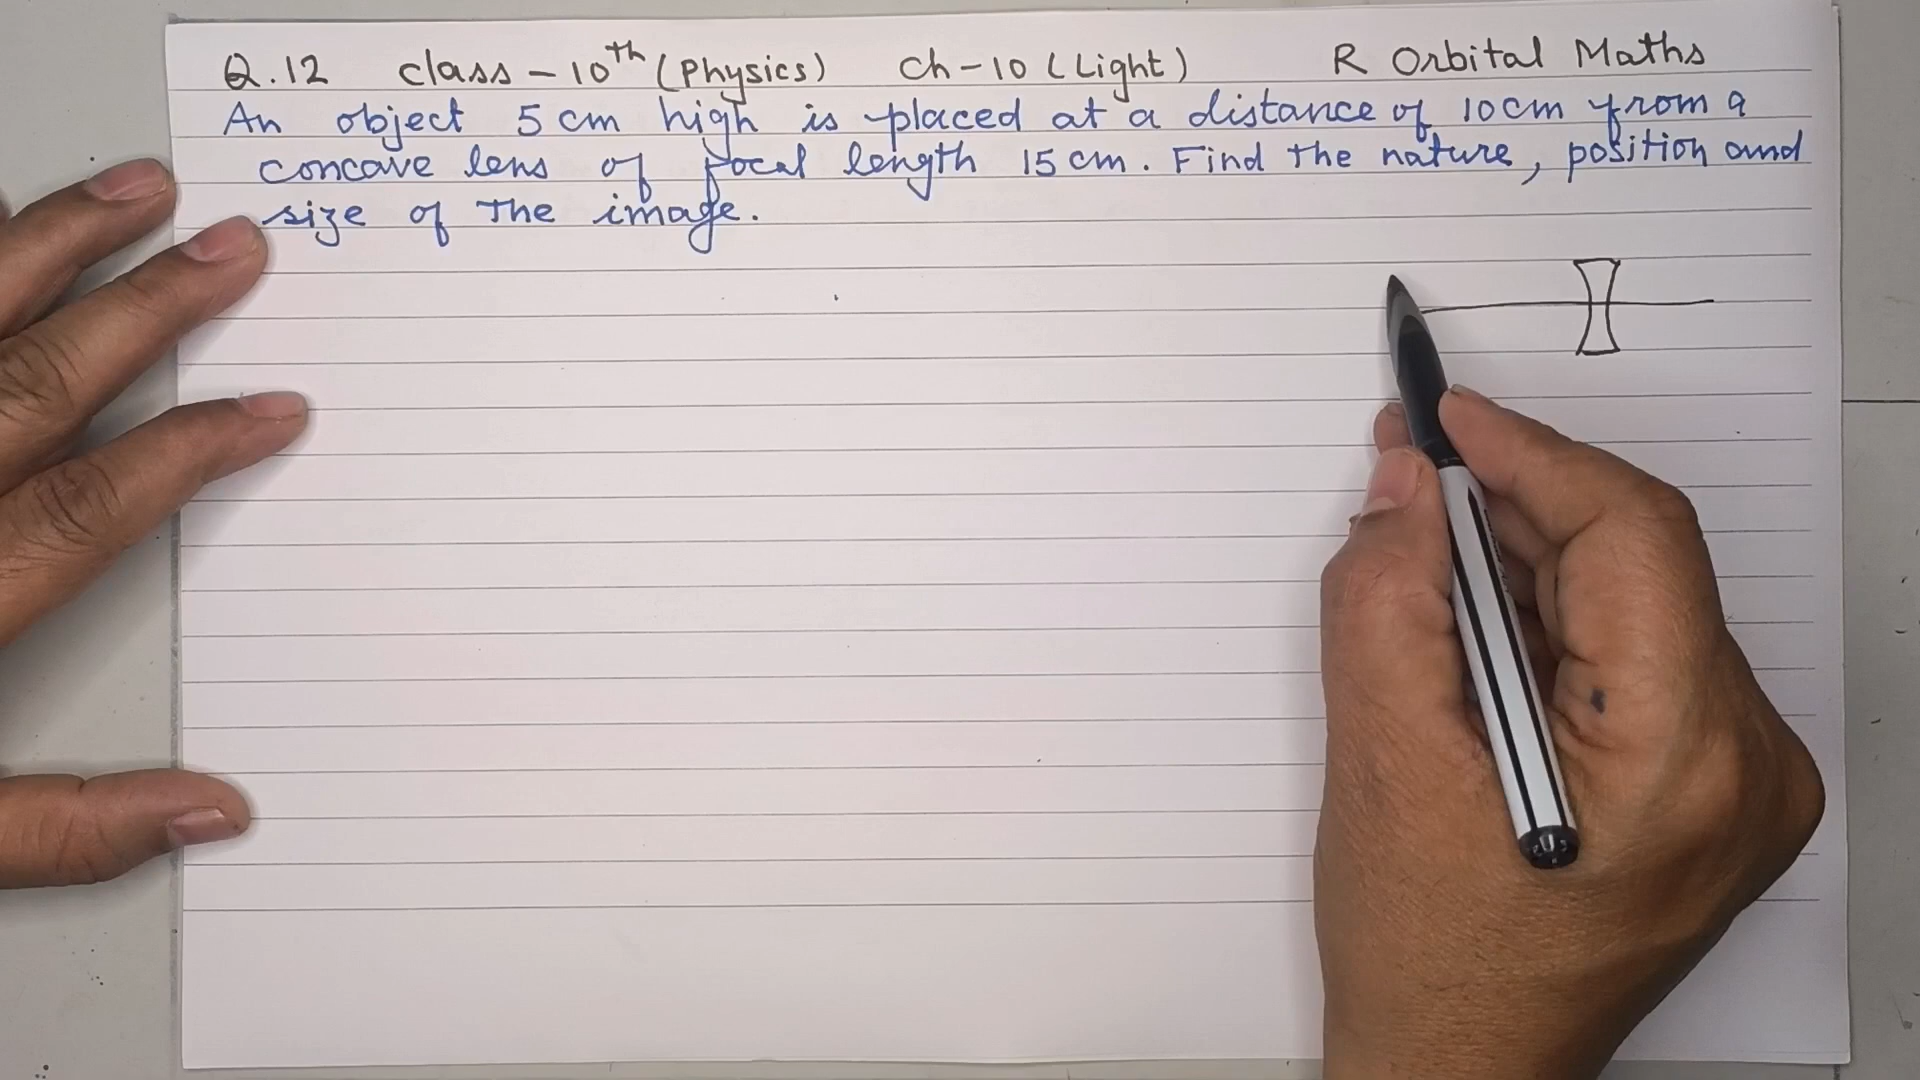 Q.12 class - 10th (Physics) Ch-10 (Light) R Orbital Maths
An object 5 cm high is placed at a distance of 10 cm from a
concave lens of focal length 15 cm. Find the nature, position and
size of the image.